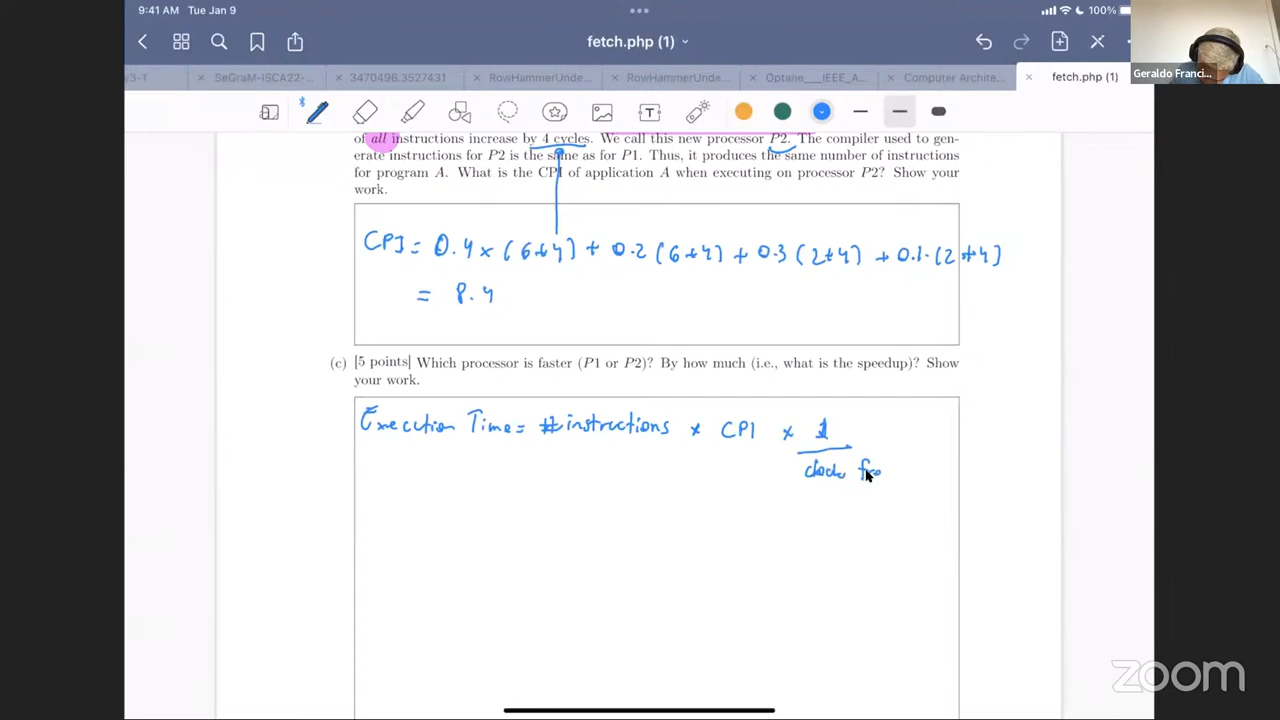 9:41 AM Tue Jan 9
100%
fetch.php (1)
y3-1
SeGraM-ISCA22-...
3470496.3527431
RowHammerUnde...
RowHammerUnde...
Optane___IEEE_A...
Computer Archite...
fetch.php (1)
Geraldo Franci...
of all instructions increase by 4 cycles. We call this new processor P2. The compiler used to gen-
erate instructions for P2 is the same as for P1. Thus, it produces the same number of instructions
for program A. What is the CPI of application A when executing on processor P2? Show your
work.
CPI = 0.4 × (6+4) + 0.2 (6+4) + 0.3 (2+4) + 0.1 · (2+4)
= 8.4
(c) [5 points] Which processor is faster (P1 or P2)? By how much (i.e., what is the speedup)? Show
your work.
Execution Time = # instructions × CPI × 1
clock
zoom